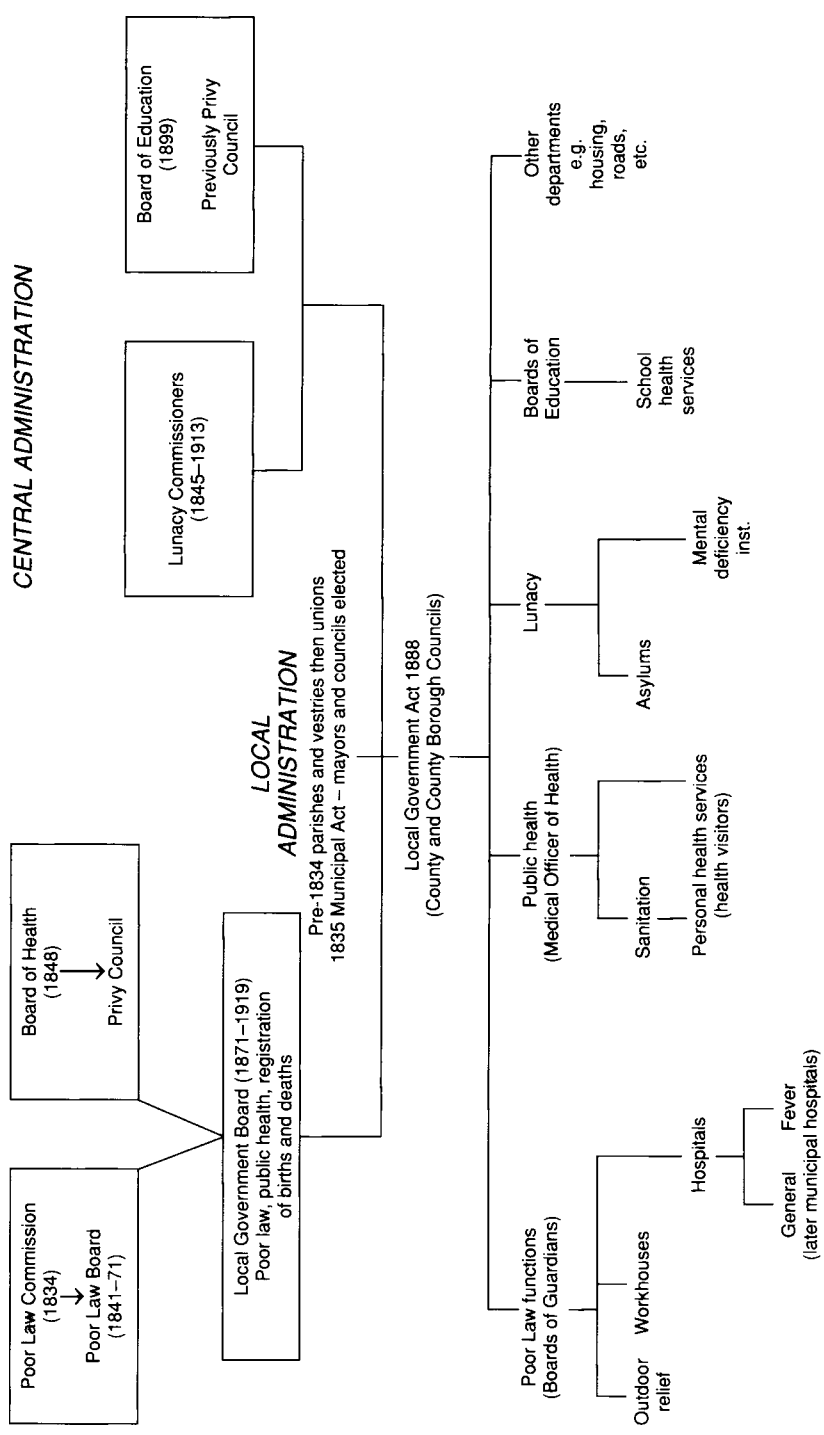 CENTRAL ADMINISTRATION
Poor Law Commission
(1834)
Poor Law Board
(1841–71)
Board of Health
(1848)
Privy Council
Lunacy Commissioners
(1845–1913)
Board of Education
(1899)
Previously Privy
Council
Local Government Board (1871–1919)
Poor law, public health, registration
of births and deaths
LOCAL
ADMINISTRATION
Pre-1834 parishes and vestries then unions
1835 Municipal Act – mayors and councils elected
Local Government Act 1888
(County and County Borough Councils)
Poor Law functions
(Boards of Guardians)
Outdoor
relief
Workhouses
Hospitals
General
Fever
(later municipal hospitals)
Public health
(Medical Officer of Health)
Sanitation
Personal health services
(health visitors)
Lunacy
Asylums
Mental
deficiency
inst.
Boards of
Education
School
health
services
Other
departments
e.g.
housing,
roads,
etc.